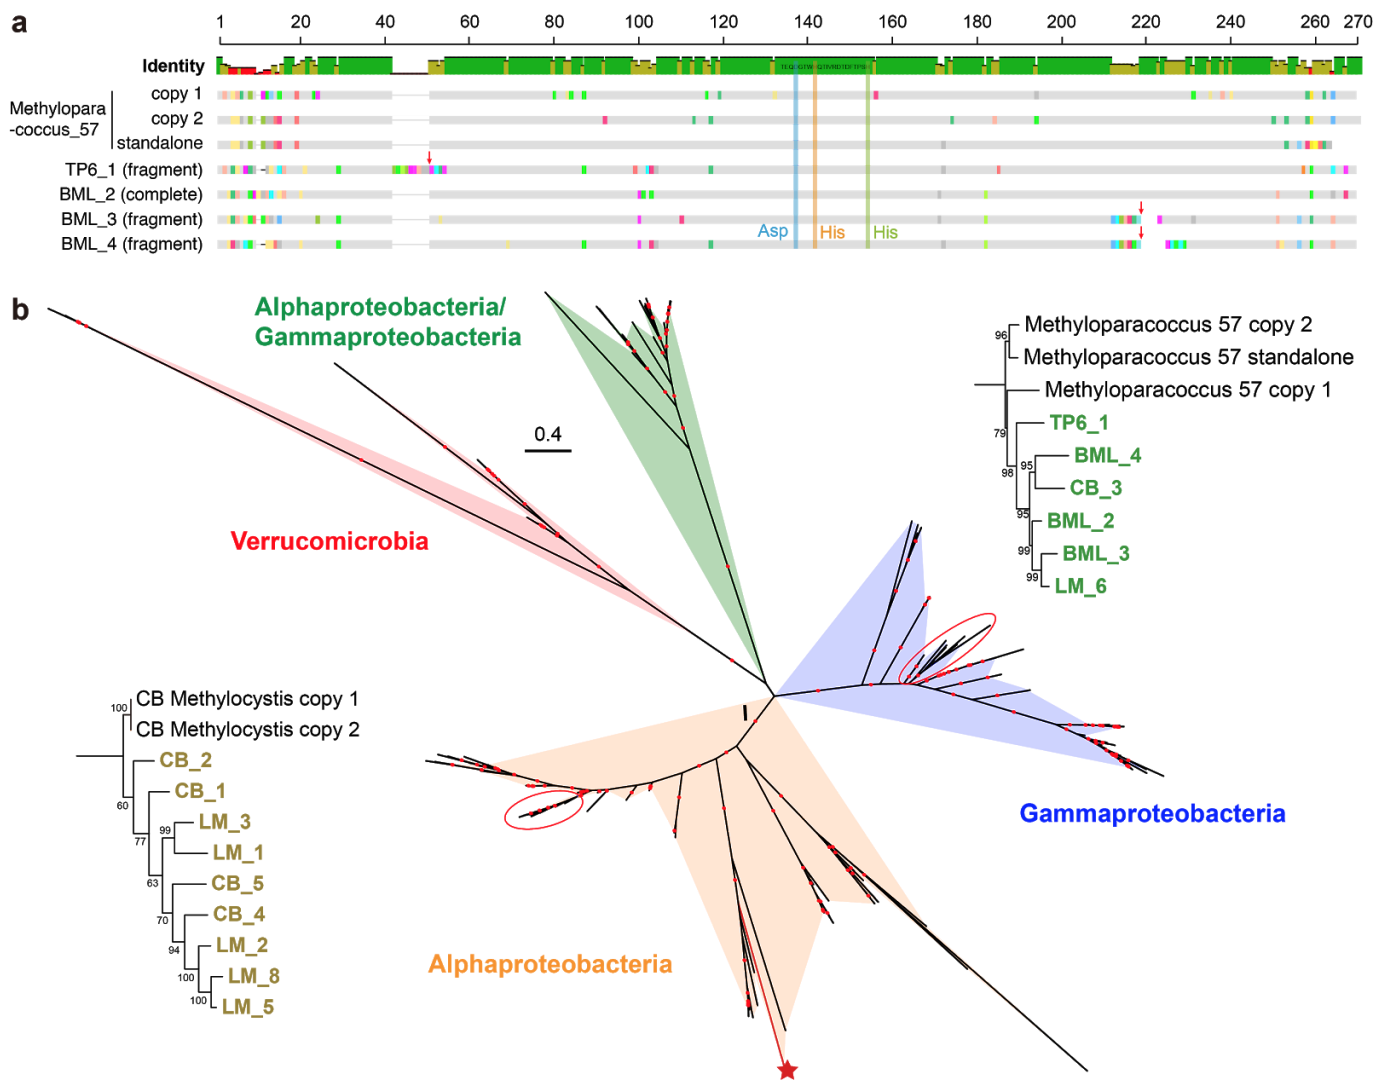 a
1 20 40 60 80 100 120 140 160 180 200 220 240 260 270
Identity
Methylopara
-coccus_57
copy 1
copy 2
standalone
TP6_1 (fragment)
BML_2 (complete)
BML_3 (fragment)
BML_4 (fragment)
Asp His His
b
Alphaproteobacteria/
Gammaproteobacteria
0.4
Verrucomicrobia
Methyloparacoccus 57 copy 2
96
Methyloparacoccus 57 standalone
Methyloparacoccus 57 copy 1
79
TP6_1
98
BML_4
95
CB_3
95
BML_2
99
BML_3
99
LM_6
CB Methylocystis copy 1
100
CB Methylocystis copy 2
CB_2
60
CB_1
77
LM_3
99
LM_1
63
CB_5
70
CB_4
94
LM_2
100
LM_8
100
LM_5
Gammaproteobacteria
Alphaproteobacteria